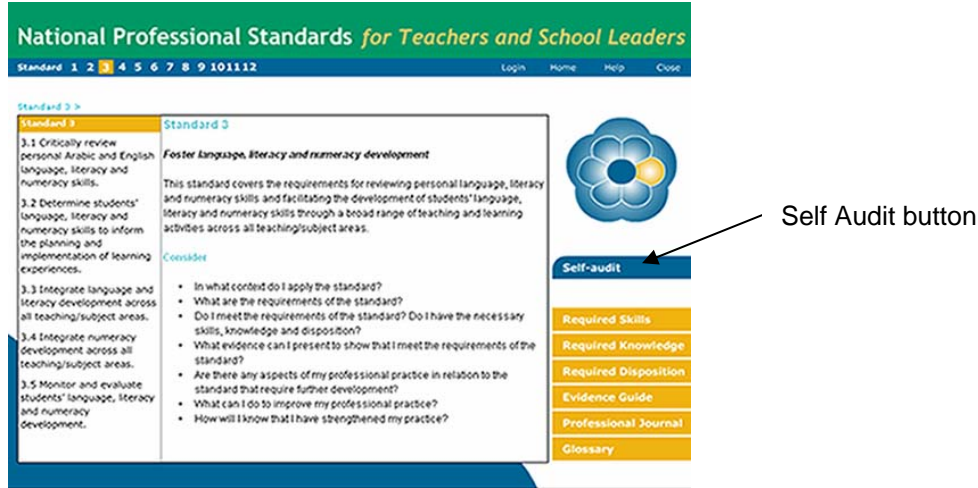 National Professional Standards for Teachers and School Leaders
Standard 1 2 3 4 5 6 7 8 9 10 11 12 Login Home Help Close
Standard 3 >
Standard 3
3.1 Critically review
personal Arabic and English
language, literacy and
numeracy skills.
3.2 Determine students'
language, literacy and
numeracy skills to inform
the planning and
implementation of learning
experiences.
3.3 Integrate language and
literacy development across
all teaching/subject areas.
3.4 Integrate numeracy
development across all
teaching/subject areas.
3.5 Monitor and evaluate
students' language, literacy
and numeracy
development.
Standard 3
Foster language, literacy and numeracy development
This standard covers the requirements for reviewing personal language, literacy
and numeracy skills and facilitating the development of students' language,
literacy and numeracy skills through a broad range of teaching and learning
activities across all teaching/subject areas.
Consider
• In what context do I apply the standard?
• What are the requirements of the standard?
• Do I meet the requirements of the standard? Do I have the necessary
skills, knowledge and disposition?
• What evidence can I present to show that I meet the requirements of the
standard?
• Are there any aspects of my professional practice in relation to the
standard that require further development?
• What can I do to improve my professional practice?
• How will I know that I have strengthened my practice?
Self-audit
Required Skills
Required Knowledge
Required Disposition
Evidence Guide
Professional Journal
Glossary
Self Audit button